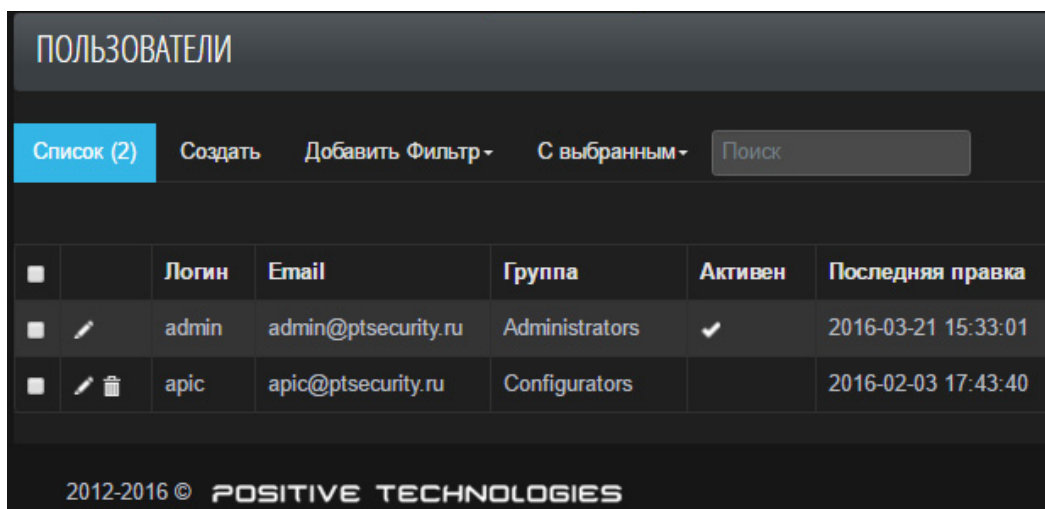 ПОЛЬЗОВАТЕЛИ
Список (2) Создать Добавить Фильтр С выбранным Поиск
Логин Email Группа Активен Последняя правка
admin admin@ptsecurity.ru Administrators 2016-03-21 15:33:01
apic apic@ptsecurity.ru Configurators 2016-02-03 17:43:40
2012-2016 © POSITIVE TECHNOLOGIES